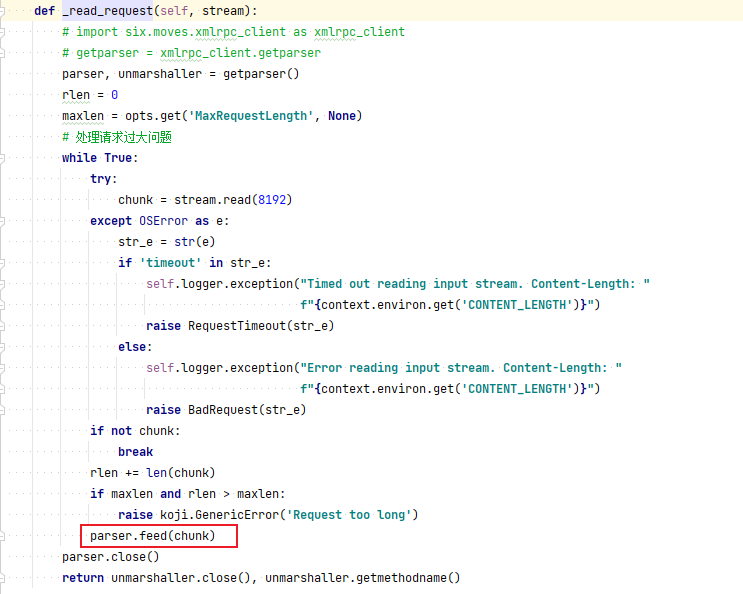 def _read_request(self, stream):
    # import six.moves.xmlrpc_client as xmlrpc_client
    # getparser = xmlrpc_client.getparser
    parser, unmarshaller = getparser()
    rlen = 0
    maxlen = opts.get('MaxRequestLength', None)
    # 处理请求过大问题
    while True:
        try:
            chunk = stream.read(8192)
        except OSError as e:
            str_e = str(e)
            if 'timeout' in str_e:
                self.logger.exception("Timed out reading input stream. Content-Length: "
                                      f"{context.environ.get('CONTENT_LENGTH')}")
                raise RequestTimeout(str_e)
            else:
                self.logger.exception("Error reading input stream. Content-Length: "
                                      f"{context.environ.get('CONTENT_LENGTH')}")
                raise BadRequest(str_e)
        if not chunk:
            break
        rlen += len(chunk)
        if maxlen and rlen > maxlen:
            raise koji.GenericError('Request too long')
        parser.feed(chunk)
    parser.close()
    return unmarshaller.close(), unmarshaller.getmethodname()